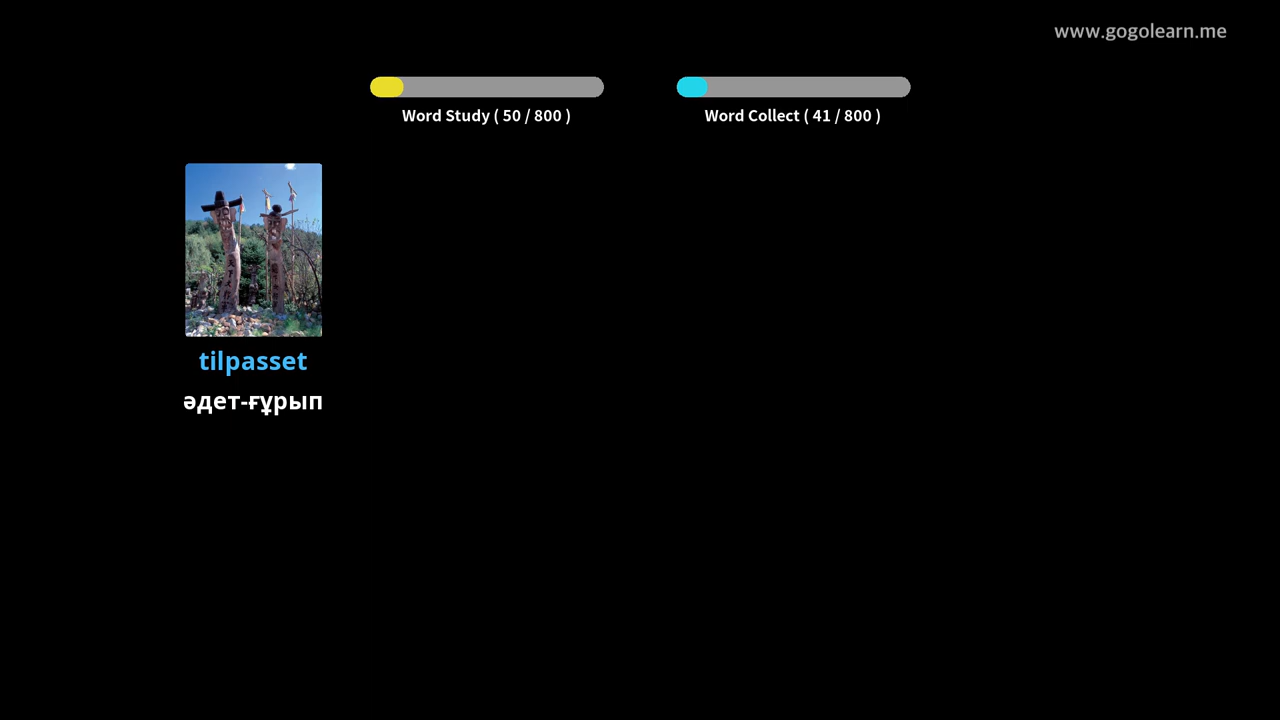 www.gogolearn.me
Word Study ( 50 / 800 )
Word Collect ( 41 / 800 )
tilpasset
әдет-ғұрып